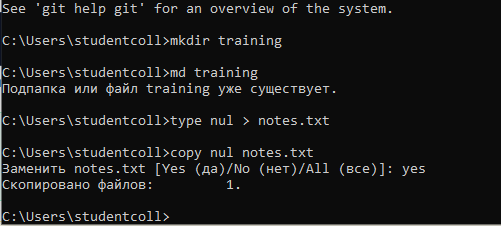 See 'git help git' for an overview of the system.
C:\Users\studentcoll>mkdir training
C:\Users\studentcoll>md training
Подпапка или файл training уже существует.
C:\Users\studentcoll>type nul > notes.txt
C:\Users\studentcoll>copy nul notes.txt
Заменить notes.txt [Yes (да)/No (нет)/All (все)]: yes
Скопировано файлов:         1.
C:\Users\studentcoll>